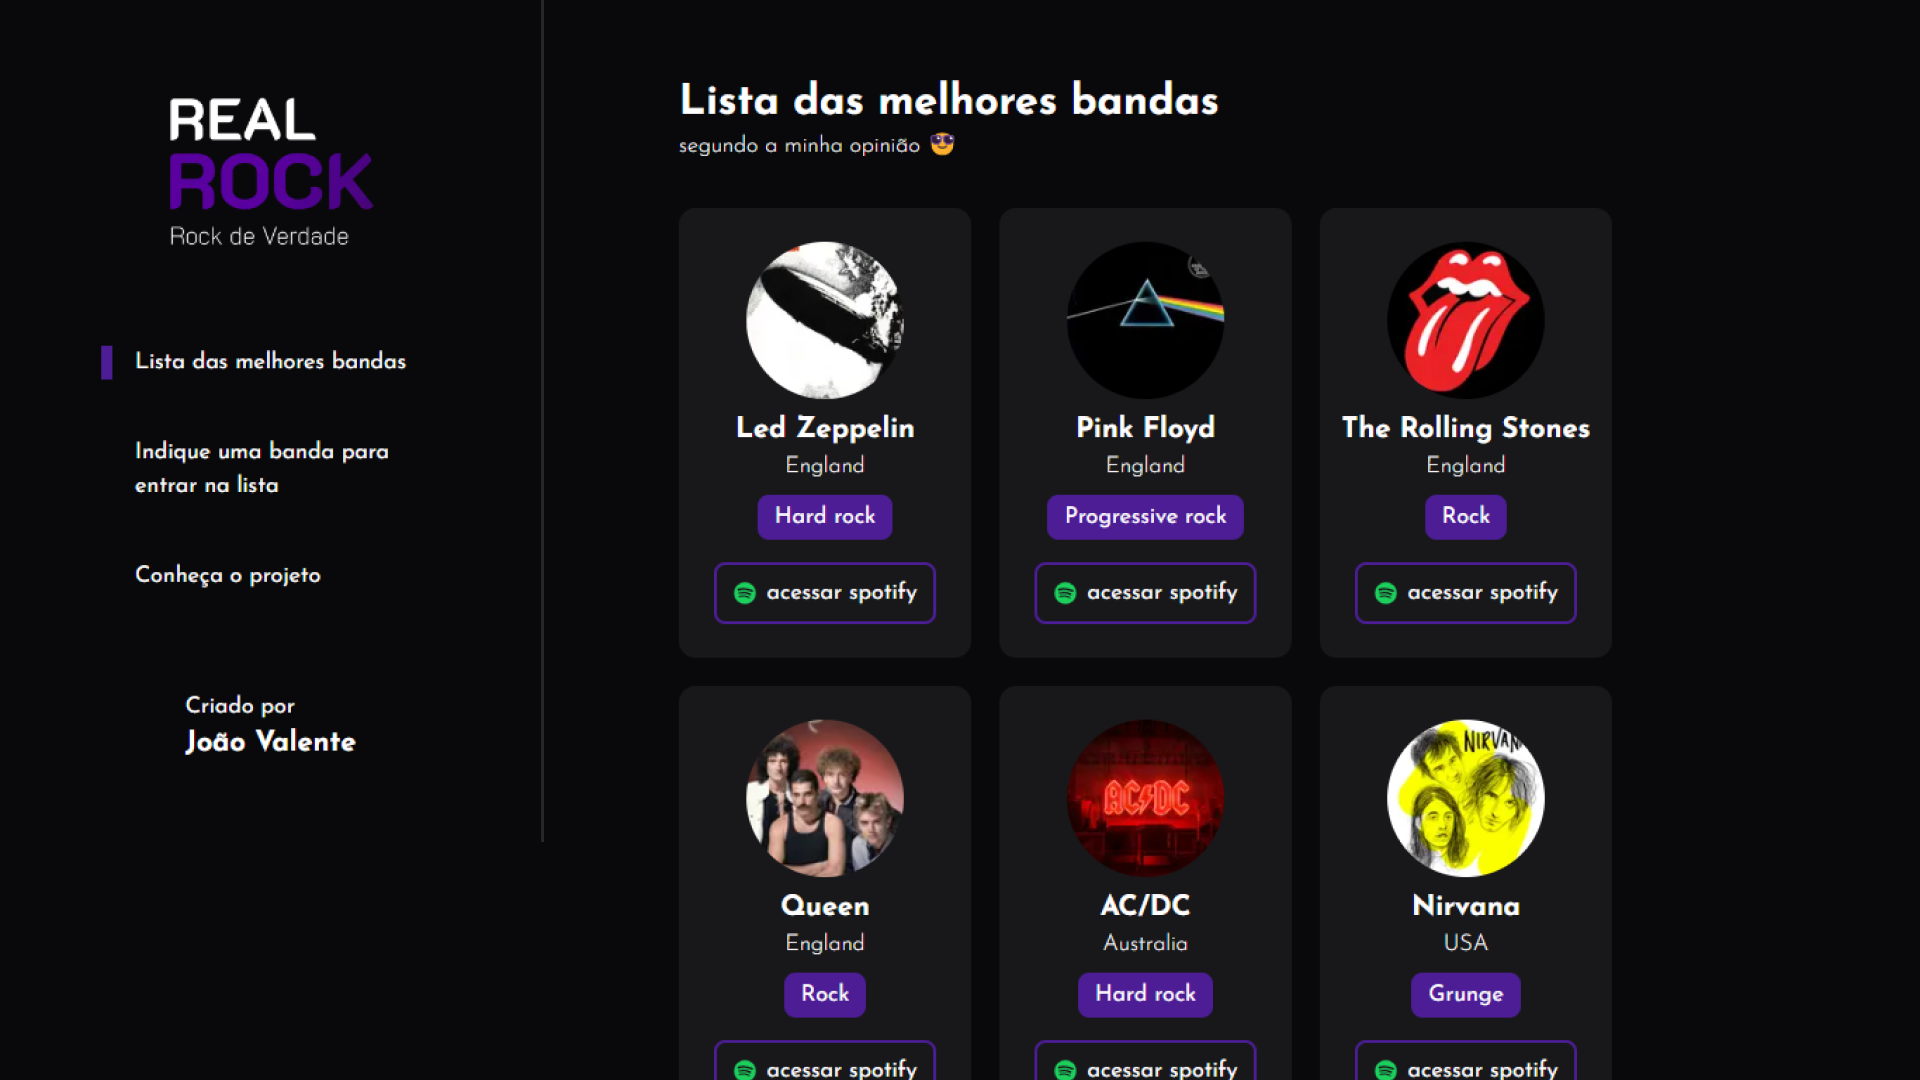 REAL
ROCK
Rock de Verdade
Lista das melhores bandas
Indique uma banda para
entrar na lista
Conheça o projeto
Criado por
João Valente
Lista das melhores bandas
segundo a minha opinião
Led Zeppelin
England
Hard rock
acessar spotify
Pink Floyd
England
Progressive rock
acessar spotify
The Rolling Stones
England
Rock
acessar spotify
Queen
England
Rock
acessar spotify
AC/DC
AC/DC
Australia
Hard rock
acessar spotify
NIRVAN
Nirvana
USA
Grunge
acessar spotify